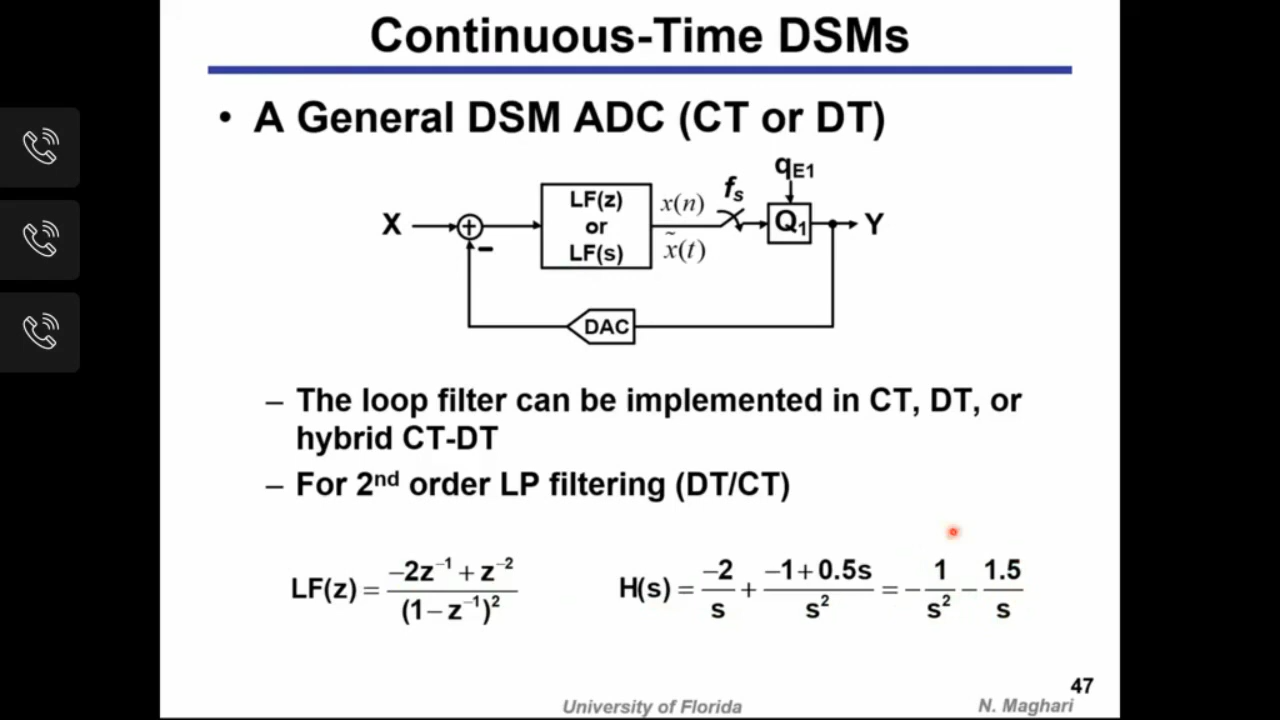 Continuous-Time DSMs
• A General DSM ADC (CT or DT)
qE1
fs
LF(z)
or
LF(s)
x(n)
x̃(t)
X
+
−
Q1
Y
DAC
– The loop filter can be implemented in CT, DT, or
hybrid CT-DT
– For 2nd order LP filtering (DT/CT)
LF(z) = (−2z⁻¹ + z⁻²) / (1 − z⁻¹)²
H(s) = −2/s + (−1 + 0.5s)/s² = − 1/s² − 1.5/s
47
University of Florida
N. Maghari